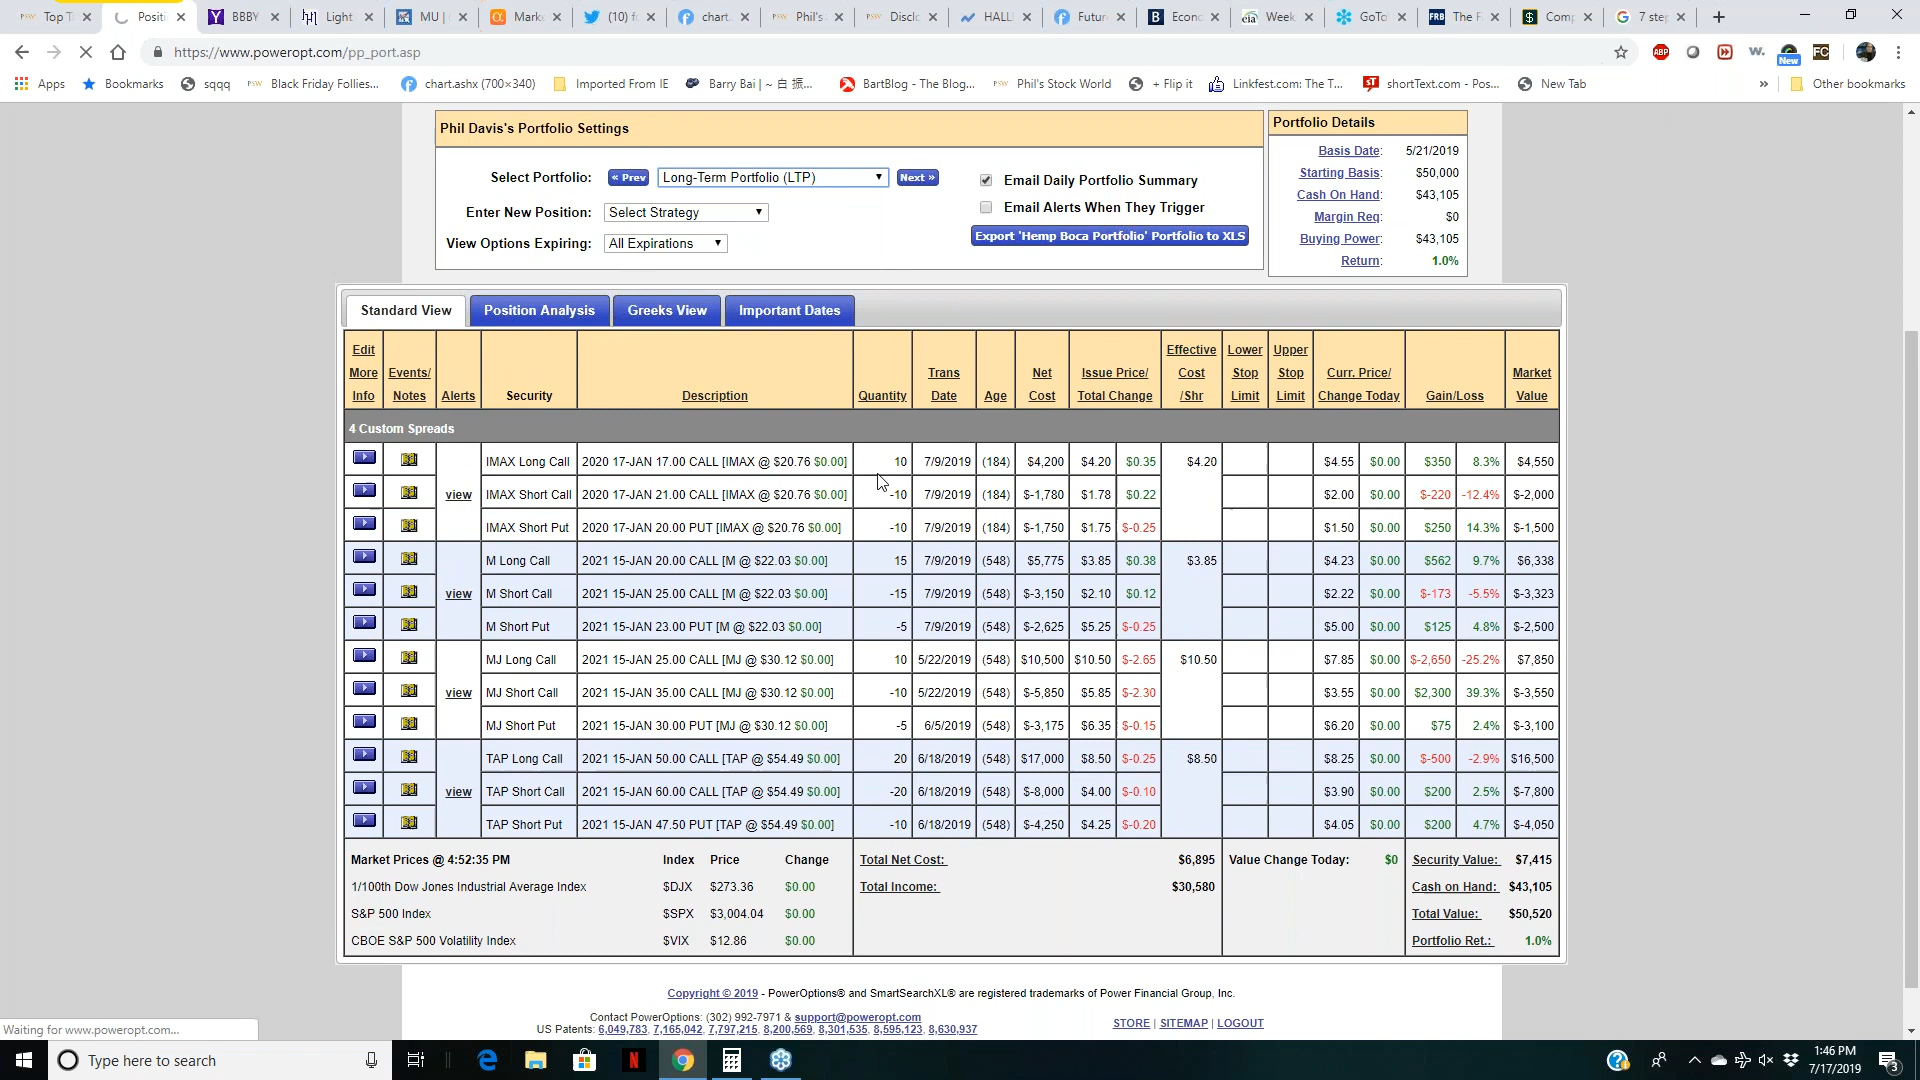 Top T
Positi
BBBY
Light
MU | (
Mark
(10) f
chart.
Phil's
Disclo
HALL
Future
Econ
Week
GoTo
The F
Comp
7 step
https://www.poweropt.com/pp_port.asp
ABP
w.
New
FC
Apps
Bookmarks
sqqq
Black Friday Follies...
chart.ashx (700×340)
Imported From IE
Barry Bai | ~ 白 振...
BartBlog - The Blog...
Phil's Stock World
+ Flip it
Linkfest.com: The T...
shortText.com - Pos...
New Tab
»
Other bookmarks
Phil Davis's Portfolio Settings
Select Portfolio: « Prev Long-Term Portfolio (LTP) Next »
Enter New Position: Select Strategy
View Options Expiring: All Expirations
Email Daily Portfolio Summary
Email Alerts When They Trigger
Export 'Hemp Boca Portfolio' Portfolio to XLS
Portfolio Details
Basis Date: 5/21/2019
Starting Basis: $50,000
Cash On Hand: $43,105
Margin Req: $0
Buying Power: $43,105
Return: 1.0%
Standard View Position Analysis Greeks View Important Dates
Edit Effective Lower Upper
More Events/ Trans Net Issue Price/ Cost Stop Stop Curr. Price/ Market
Info Notes Alerts Security Description Quantity Date Age Cost Total Change /Shr Limit Limit Change Today Gain/Loss Value
4 Custom Spreads
IMAX Long Call 2020 17-JAN 17.00 CALL [IMAX @ $20.76 $0.00] 10 7/9/2019 (184) $4,200 $4.20 $0.35 $4.20 $4.55 $0.00 $350 8.3% $4,550
view IMAX Short Call 2020 17-JAN 21.00 CALL [IMAX @ $20.76 $0.00] -10 7/9/2019 (184) $-1,780 $1.78 $0.22 $2.00 $0.00 $-220 -12.4% $-2,000
IMAX Short Put 2020 17-JAN 20.00 PUT [IMAX @ $20.76 $0.00] -10 7/9/2019 (184) $-1,750 $1.75 $-0.25 $1.50 $0.00 $250 14.3% $-1,500
M Long Call 2021 15-JAN 20.00 CALL [M @ $22.03 $0.00] 15 7/9/2019 (548) $5,775 $3.85 $0.38 $3.85 $4.23 $0.00 $562 9.7% $6,338
view M Short Call 2021 15-JAN 25.00 CALL [M @ $22.03 $0.00] -15 7/9/2019 (548) $-3,150 $2.10 $0.12 $2.22 $0.00 $-173 -5.5% $-3,323
M Short Put 2021 15-JAN 23.00 PUT [M @ $22.03 $0.00] -5 7/9/2019 (548) $-2,625 $5.25 $-0.25 $5.00 $0.00 $125 4.8% $-2,500
MJ Long Call 2021 15-JAN 25.00 CALL [MJ @ $30.12 $0.00] 10 5/22/2019 (548) $10,500 $10.50 $-2.65 $10.50 $7.85 $0.00 $-2,650 -25.2% $7,850
view MJ Short Call 2021 15-JAN 35.00 CALL [MJ @ $30.12 $0.00] -10 5/22/2019 (548) $-5,850 $5.85 $-2.30 $3.55 $0.00 $2,300 39.3% $-3,550
MJ Short Put 2021 15-JAN 30.00 PUT [MJ @ $30.12 $0.00] -5 6/5/2019 (548) $-3,175 $6.35 $-0.15 $6.20 $0.00 $75 2.4% $-3,100
TAP Long Call 2021 15-JAN 50.00 CALL [TAP @ $54.49 $0.00] 20 6/18/2019 (548) $17,000 $8.50 $-0.25 $8.50 $8.25 $0.00 $-500 -2.9% $16,500
view TAP Short Call 2021 15-JAN 60.00 CALL [TAP @ $54.49 $0.00] -20 6/18/2019 (548) $-8,000 $4.00 $-0.10 $3.90 $0.00 $200 2.5% $-7,800
TAP Short Put 2021 15-JAN 47.50 PUT [TAP @ $54.49 $0.00] -10 6/18/2019 (548) $-4,250 $4.25 $-0.20 $4.05 $0.00 $200 4.7% $-4,050
Market Prices @ 4:52:35 PM Index Price Change Total Net Cost: $6,895 Value Change Today: $0 Security Value: $7,415
1/100th Dow Jones Industrial Average Index $DJX $273.36 $0.00 Total Income: $30,580 Cash on Hand: $43,105
S&P 500 Index $SPX $3,004.04 $0.00 Total Value: $50,520
CBOE S&P 500 Volatility Index $VIX $12.86 $0.00 Portfolio Ret.: 1.0%
Copyright © 2019 - PowerOptions® and SmartSearchXL® are registered trademarks of Power Financial Group, Inc.
Contact PowerOptions: (302) 992-7971 & support@poweropt.com
US Patents: 6,049,783, 7,165,042, 7,797,215, 8,200,569, 8,301,535, 8,595,123, 8,630,937
STORE | SITEMAP | LOGOUT
Waiting for www.poweropt.com...
Type here to search
1:46 PM
7/17/2019
3